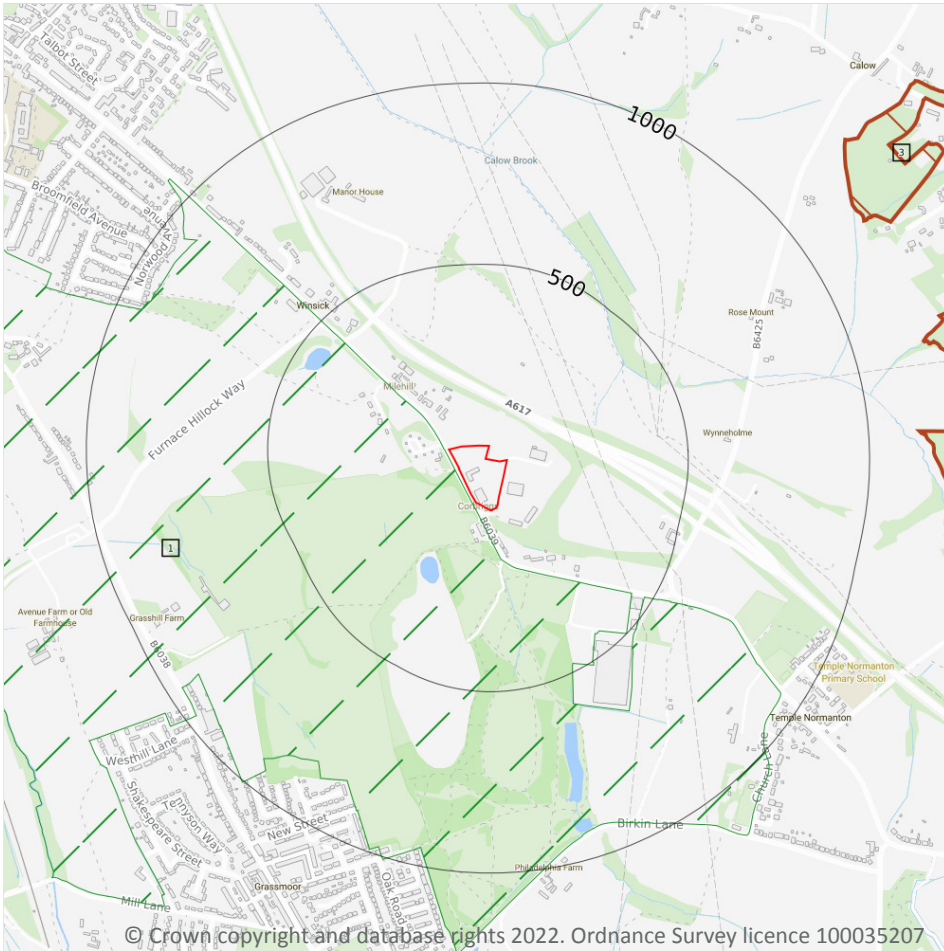 Talbot Street
Calow
1000
3
Calow Brook
Manor House
Broomfield Avenue
Norwood Avenue
500
Winsick
Rose Mount
B6425
Milehill
Furnace Hillock Way
A617
Wynneholme
B6039
1
Avenue Farm or Old
Farmhouse
Grasshill Farm
B6038
Temple Normanton
Primary School
Temple Normanton
Westhill Lane
Church Lane
Tennyson Way
Shakespeare Street
New Street
Birkin Lane
Philadelphia Farm
Grassmoor
Oak Road
Mill Lane
© Crown copyright and database rights 2022. Ordnance Survey licence 100035207